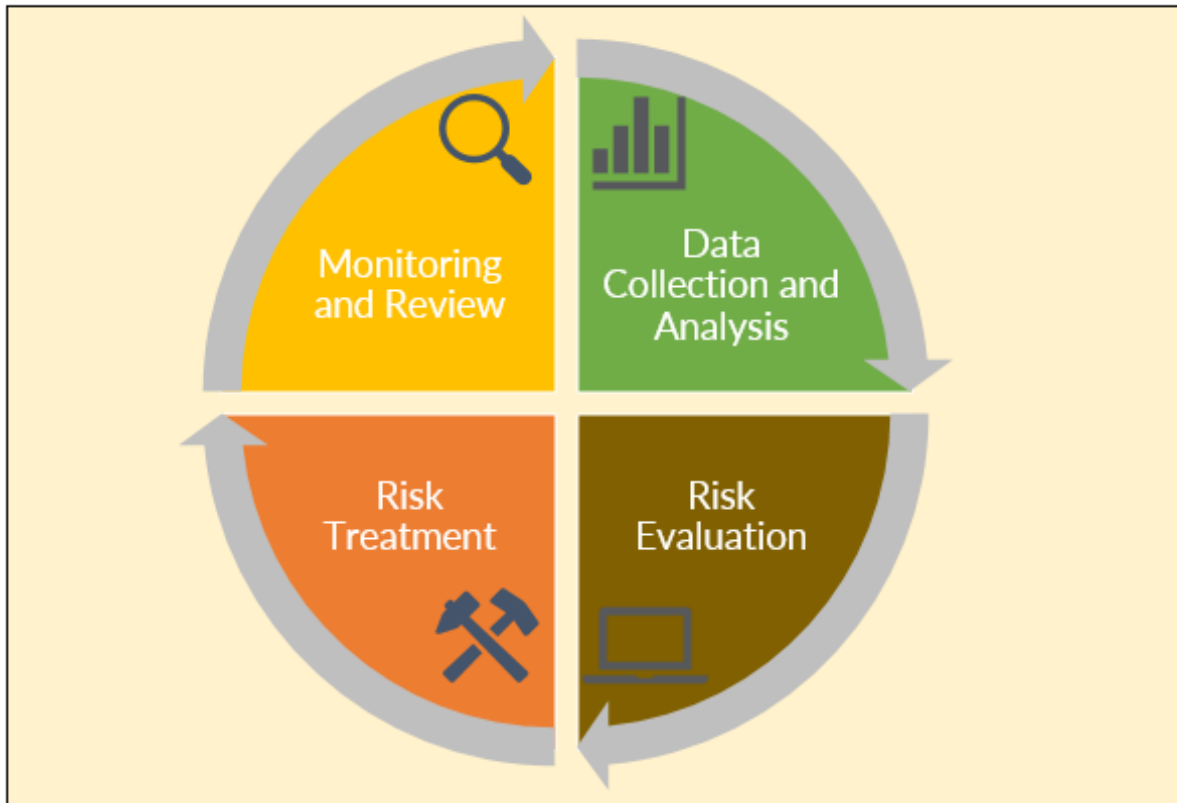 Monitoring
and Review
Data
Collection and
Analysis
Risk
Treatment
Risk
Evaluation